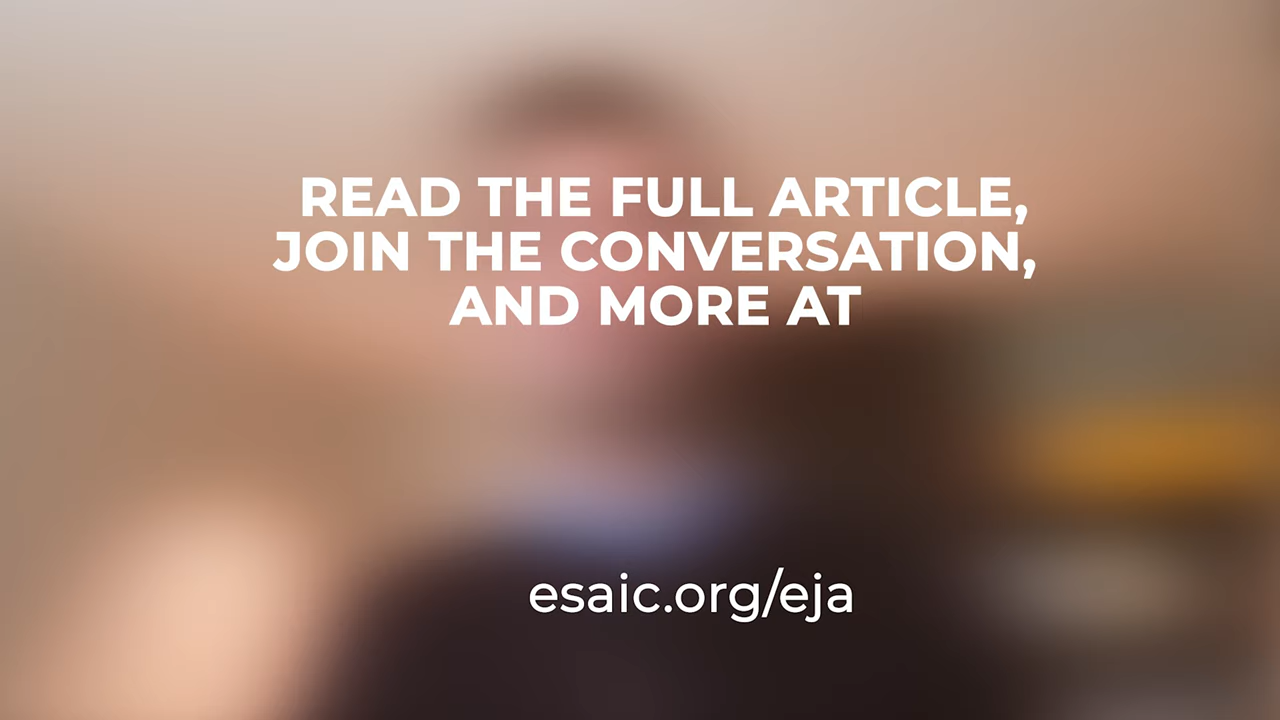 READ THE FULL ARTICLE,
JOIN THE CONVERSATION,
AND MORE AT
esaic.org/eja